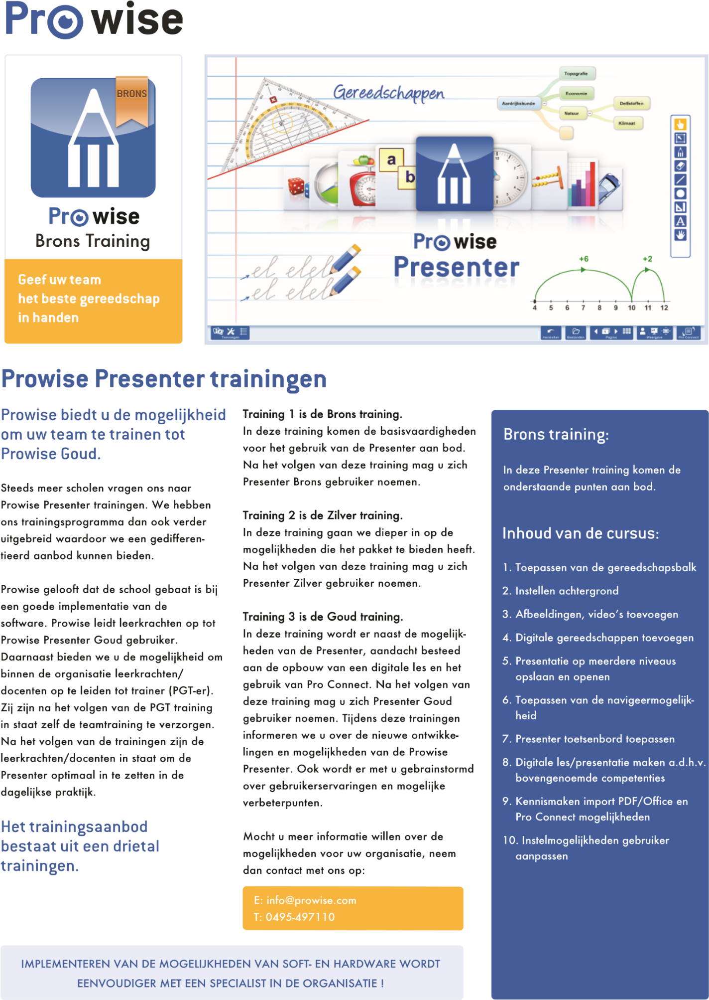 Prowise
BRONS
Prowise
Brons Training
Geef uw team
het beste gereedschap
in handen
Gereedschappen
Topografie
Economie
Aardrijkskunde
Natuur
Delfstoffen
Klimaat
a
b
A
Prowise
Presenter
el elel
el elel
+6
+2
4 5 6 7 8 9 10 11 12
Toevoegen
Herstellen
Bestanden
Pagina
Weergave
Pro Connect
Prowise Presenter trainingen
Prowise biedt u de mogelijkheid
om uw team te trainen tot
Prowise Goud.
Steeds meer scholen vragen ons naar
Prowise Presenter trainingen. We hebben
ons trainingsprogramma dan ook verder
uitgebreid waardoor we een gedifferen-
tieerd aanbod kunnen bieden.
Prowise gelooft dat de school gebaat is bij
een goede implementatie van de
software. Prowise leidt leerkrachten op tot
Prowise Presenter Goud gebruiker.
Daarnaast bieden we u de mogelijkheid om
binnen de organisatie leerkrachten/
docenten op te leiden tot trainer (PGT-er).
Zij zijn na het volgen van de PGT training
in staat zelf de teamtraining te verzorgen.
Na het volgen van de trainingen zijn de
leerkrachten/docenten in staat om de
Presenter optimaal in te zetten in de
dagelijkse praktijk.
Het trainingsaanbod
bestaat uit een drietal
trainingen.
Training 1 is de Brons training.
In deze training komen de basisvaardigheden
voor het gebruik van de Presenter aan bod.
Na het volgen van deze training mag u zich
Presenter Brons gebruiker noemen.
Training 2 is de Zilver training.
In deze training gaan we dieper in op de
mogelijkheden die het pakket te bieden heeft.
Na het volgen van deze training mag u zich
Presenter Zilver gebruiker noemen.
Training 3 is de Goud training.
In deze training wordt er naast de mogelijk-
heden van de Presenter, aandacht besteed
aan de opbouw van een digitale les en het
gebruik van Pro Connect. Na het volgen van
deze training mag u zich Presenter Goud
gebruiker noemen. Tijdens deze trainingen
informeren we u over de nieuwe ontwikke-
lingen en mogelijkheden van de Prowise
Presenter. Ook wordt er met u gebrainstormd
over gebruikerservaringen en mogelijke
verbeterpunten.
Mocht u meer informatie willen over de
mogelijkheden voor uw organisatie, neem
dan contact met ons op:
E: info@prowise.com
T: 0495-497110
Brons training:
In deze Presenter training komen de
onderstaande punten aan bod.
Inhoud van de cursus:
1. Toepassen van de gereedschapsbalk
2. Instellen achtergrond
3. Afbeeldingen, video's toevoegen
4. Digitale gereedschappen toevoegen
5. Presentatie op meerdere niveaus
opslaan en openen
6. Toepassen van de navigeermogelijk-
heid
7. Presenter toetsenbord toepassen
8. Digitale les/presentatie maken a.d.h.v.
bovengenoemde competenties
9. Kennismaken import PDF/Office en
Pro Connect mogelijkheden
10. Instelmogelijkheden gebruiker
aanpassen
IMPLEMENTEREN VAN DE MOGELIJKHEDEN VAN SOFT- EN HARDWARE WORDT
EENVOUDIGER MET EEN SPECIALIST IN DE ORGANISATIE !